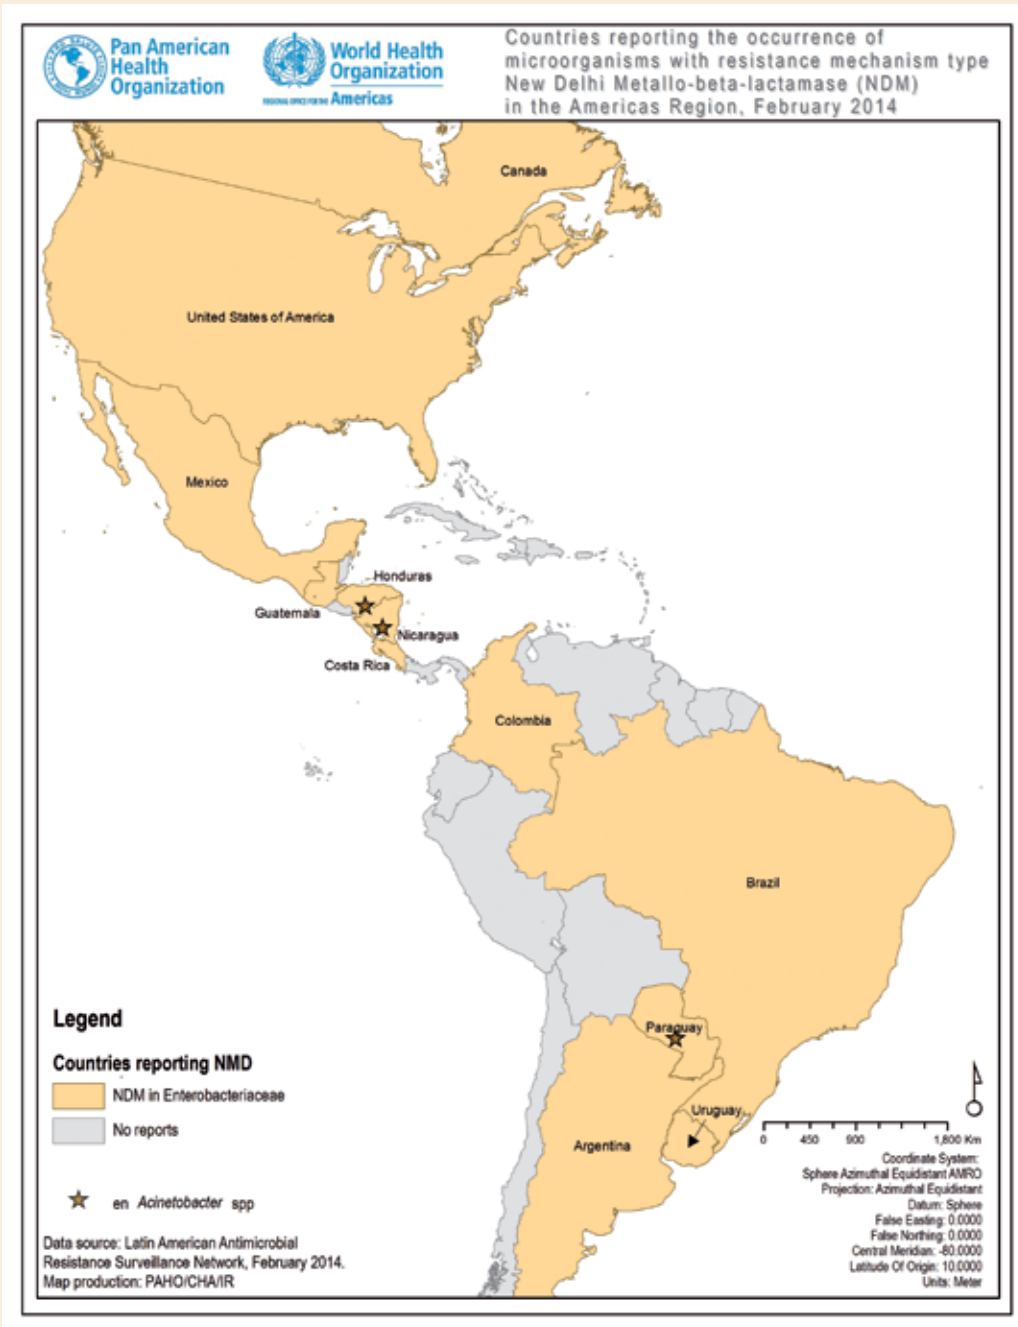 Pan American
Health
Organization
World Health
Organization
REGIONAL OFFICE FOR THE Americas
Countries reporting the occurrence of
microorganisms with resistance mechanism type
New Delhi Metallo-beta-lactamase (NDM)
in the Americas Region, February 2014
Canada
United States of America
Mexico
Honduras
Guatemala
Nicaragua
Costa Rica
Colombia
Brazil
Paraguay
Uruguay
Argentina
Legend
Countries reporting NMD
NDM in Enterobacteriaceae
No reports
en Acinetobacter spp
Data source: Latin American Antimicrobial
Resistance Surveillance Network, February 2014.
Map production: PAHO/CHA/IR
0 450 900 1,800 Km
Coordinate System:
Sphere Azimuthal Equidistant AMRO
Projection: Azimuthal Equidistant
Datum: Sphere
False Easting: 0.0000
False Northing: 0.0000
Central Meridian: -80.0000
Latitude Of Origin: 10.0000
Units: Meter